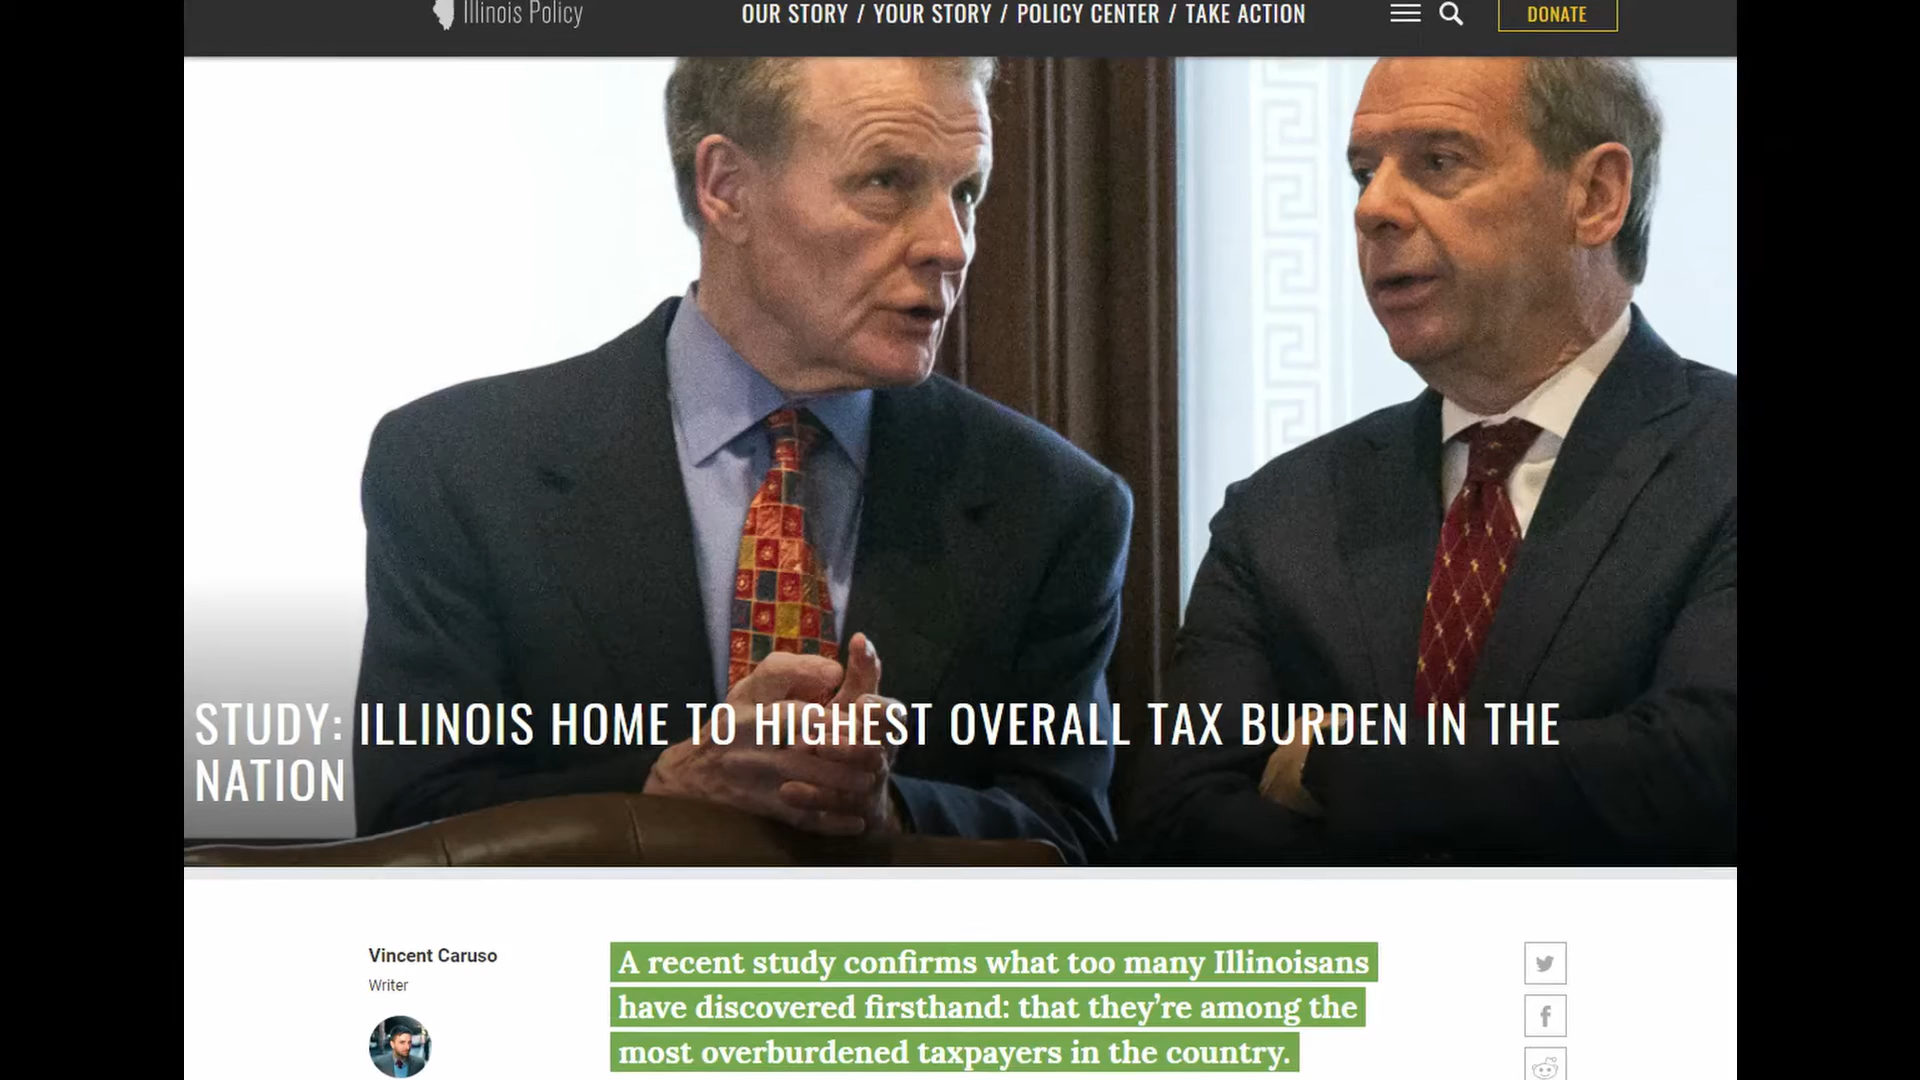 Illinois Policy
OUR STORY / YOUR STORY / POLICY CENTER / TAKE ACTION
DONATE
STUDY: ILLINOIS HOME TO HIGHEST OVERALL TAX BURDEN IN THE
NATION
Vincent Caruso
Writer
A recent study confirms what too many Illinoisans
have discovered firsthand: that they’re among the
most overburdened taxpayers in the country.